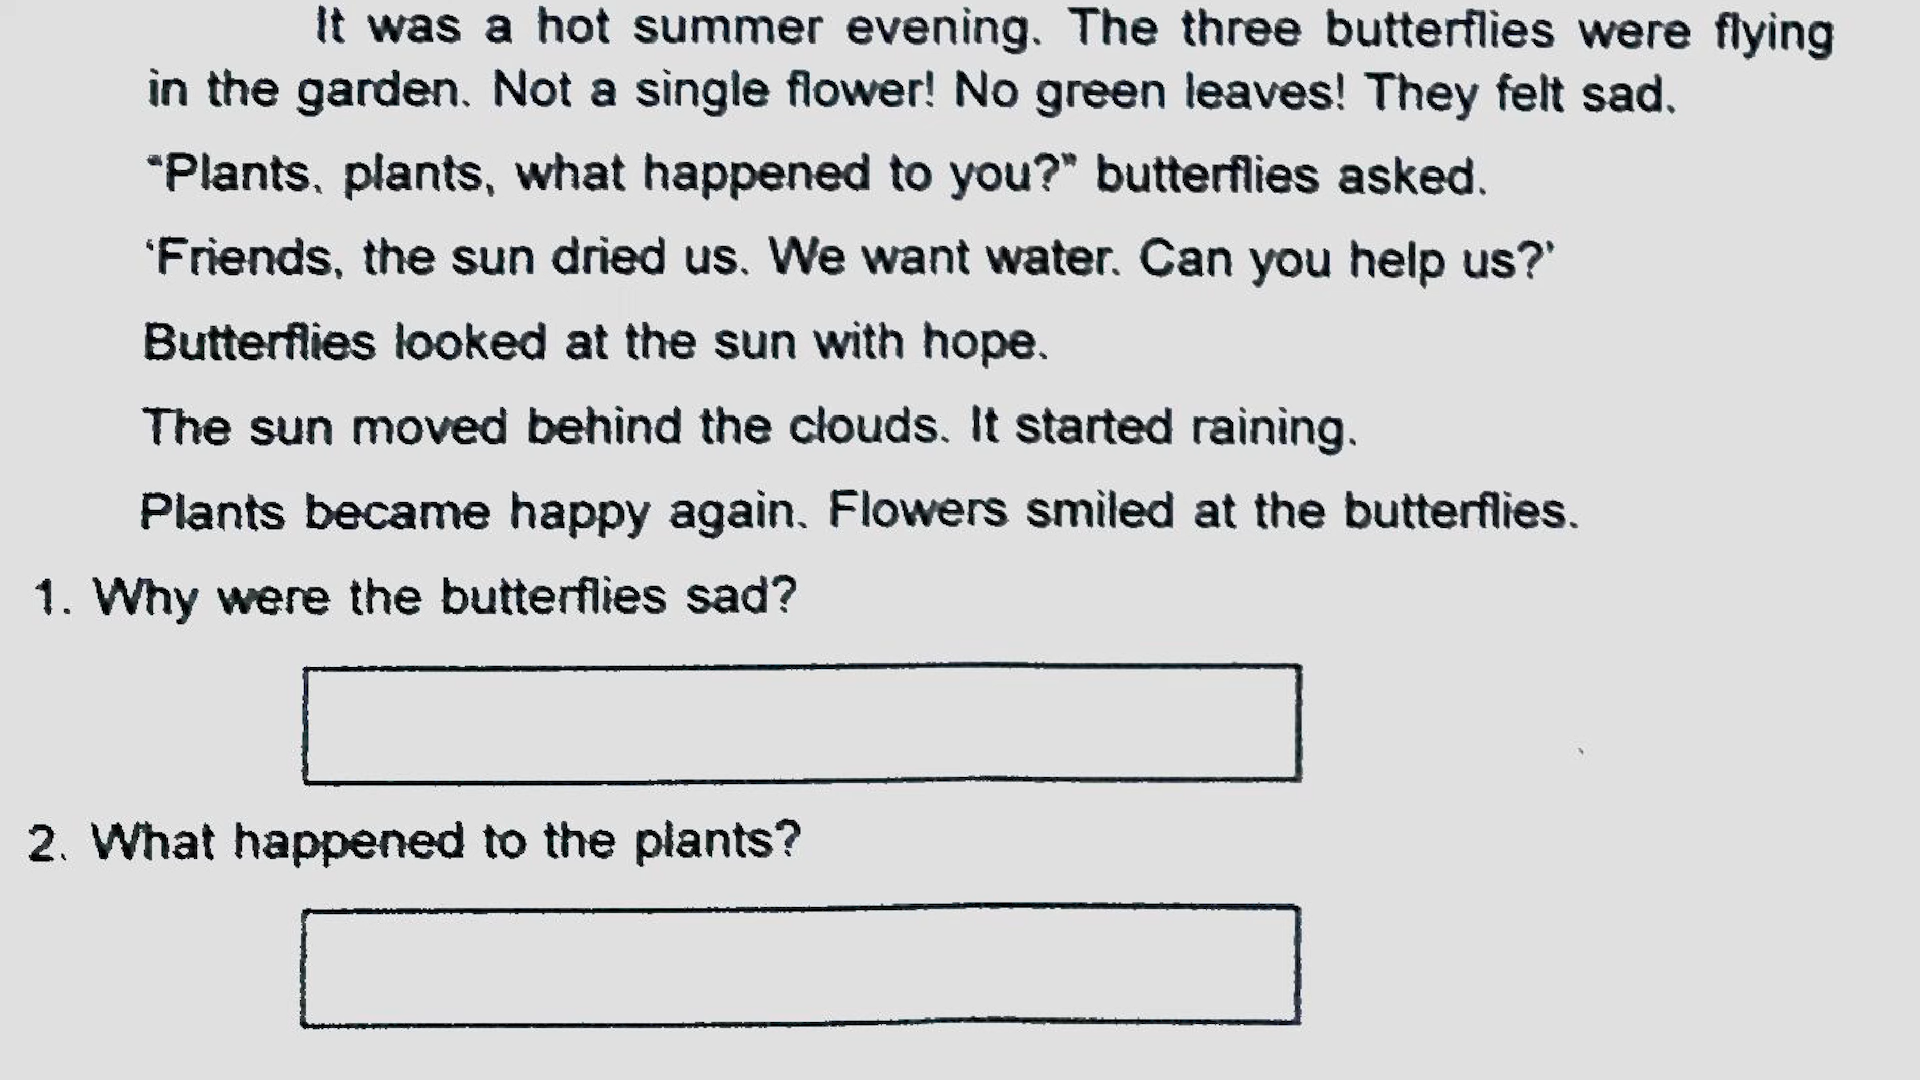 It was a hot summer evening. The three butterflies were flying
in the garden. Not a single flower! No green leaves! They felt sad.
“Plants, plants, what happened to you?” butterflies asked.
‘Friends, the sun dried us. We want water. Can you help us?’
Butterflies looked at the sun with hope.
The sun moved behind the clouds. It started raining.
Plants became happy again. Flowers smiled at the butterflies.
1. Why were the butterflies sad?
2. What happened to the plants?